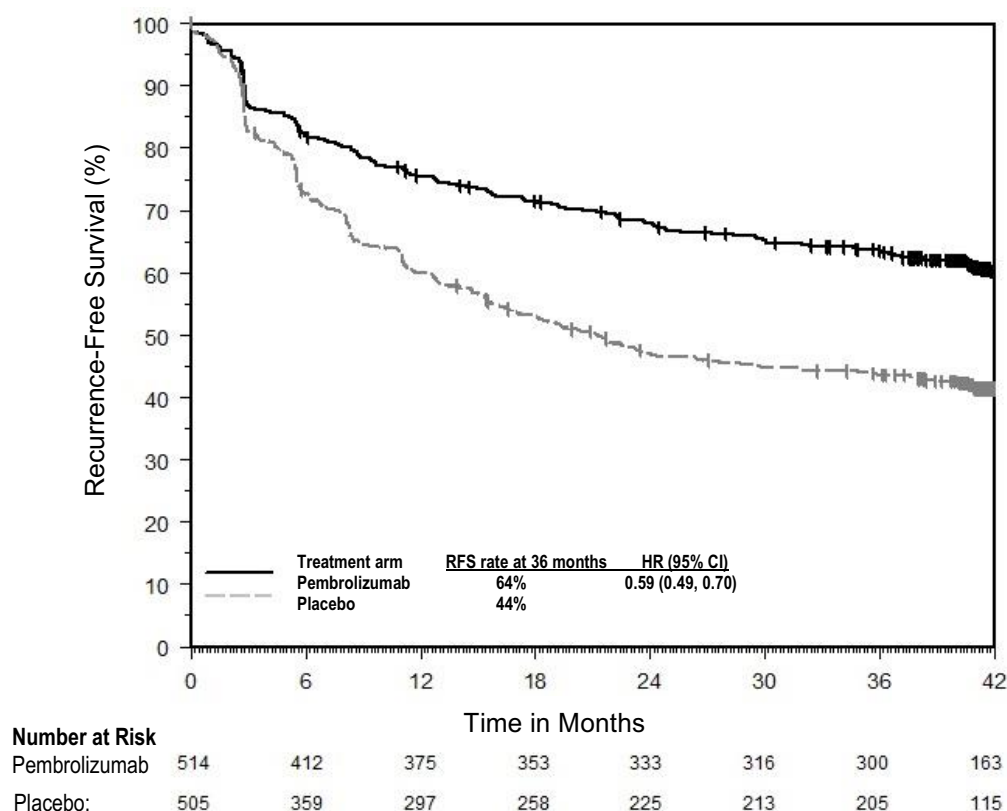 100
90
80
70
60
50
40
30
20
10
0
Recurrence-Free Survival (%)
Treatment arm RFS rate at 36 months HR (95% CI)
Pembrolizumab 64% 0.59 (0.49, 0.70)
Placebo 44%
0 6 12 18 24 30 36 42
Time in Months
Number at Risk
Pembrolizumab 514 412 375 353 333 316 300 163
Placebo: 505 359 297 258 225 213 205 115